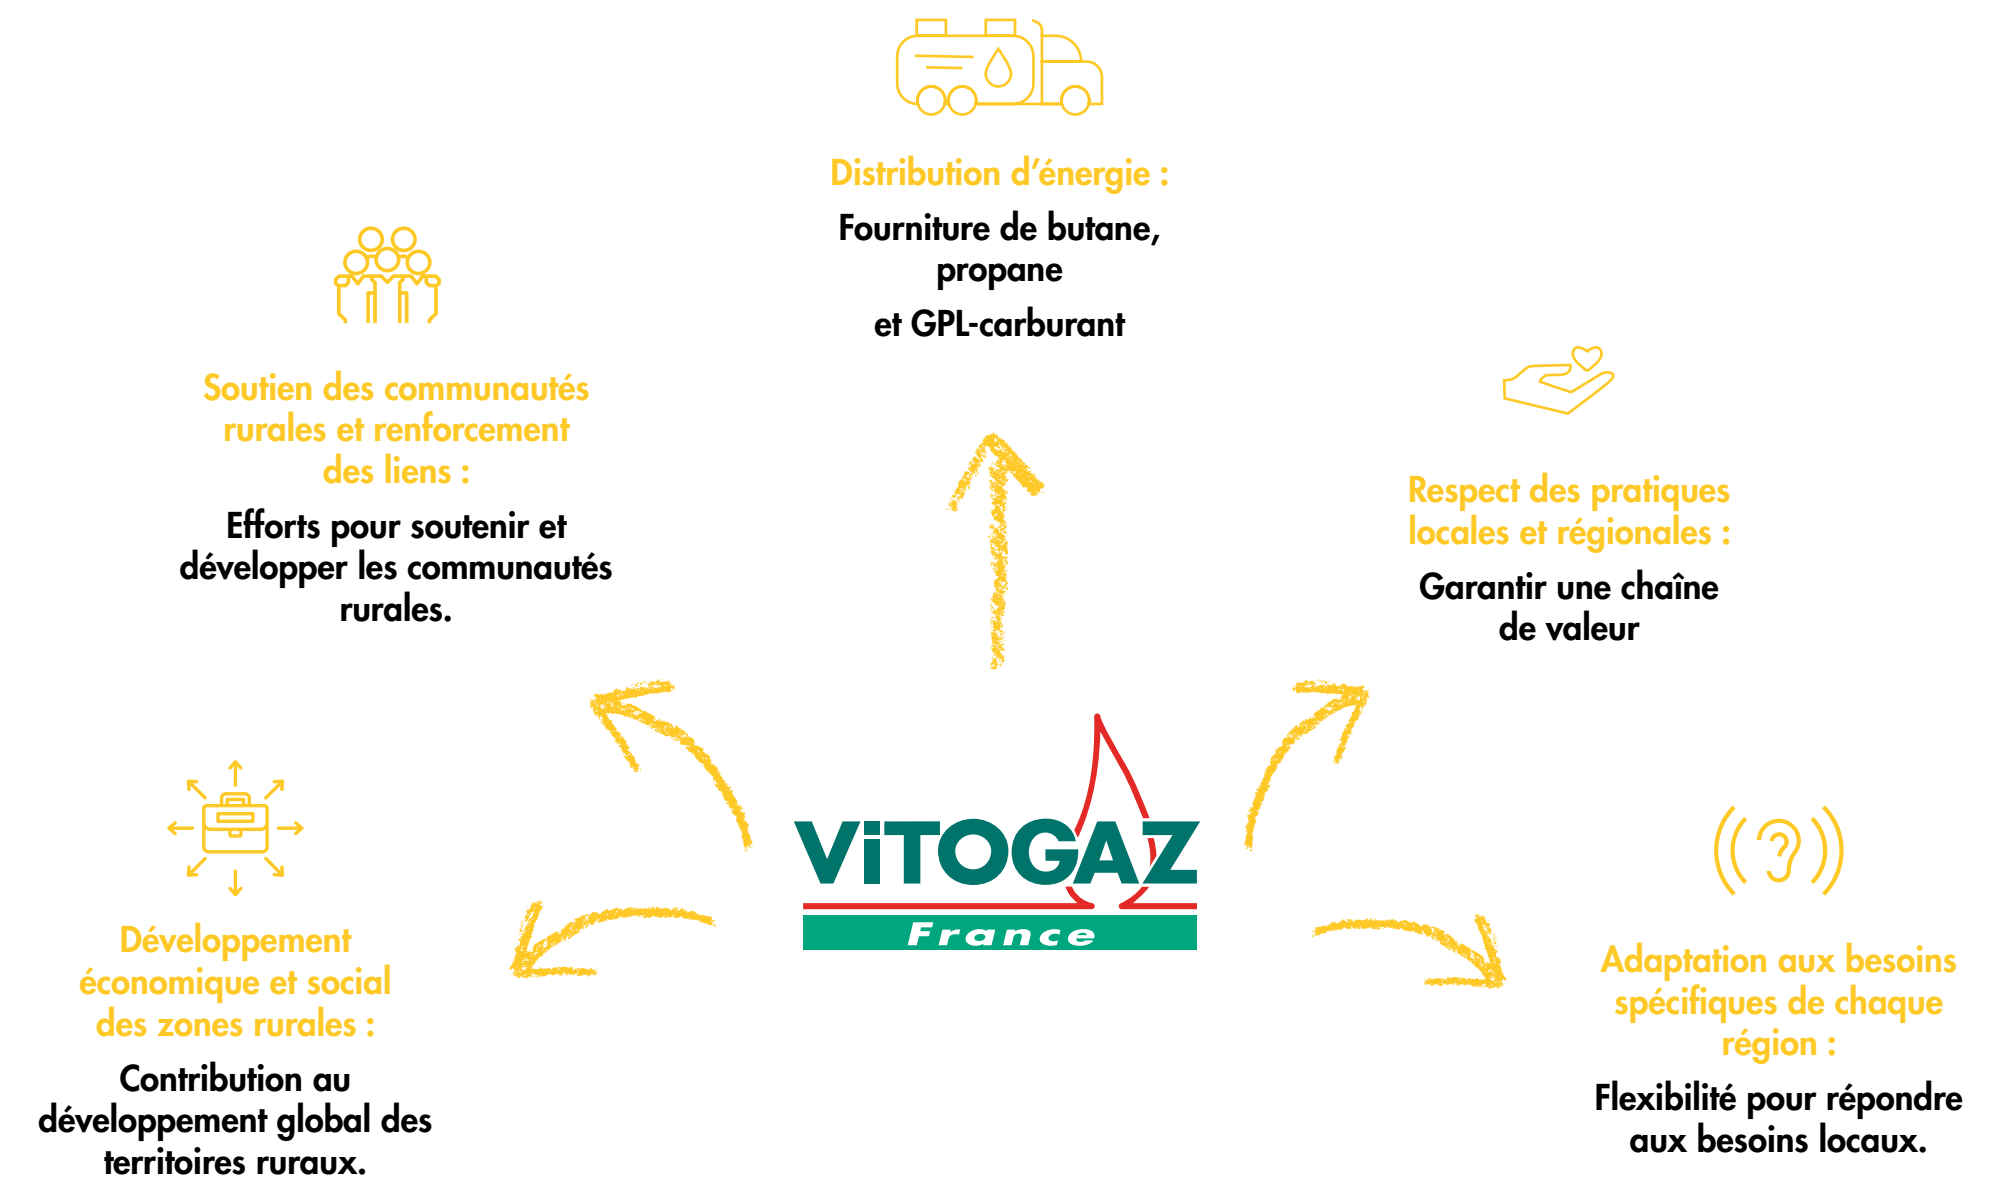 Distribution d’énergie :
Fourniture de butane,
propane
et GPL-carburant
Soutien des communautés
rurales et renforcement
des liens :
Efforts pour soutenir et
développer les communautés
rurales.
Respect des pratiques
locales et régionales :
Garantir une chaîne
de valeur
Développement
économique et social
des zones rurales :
Contribution au
développement global des
territoires ruraux.
ViTOGAZ
France
Adaptation aux besoins
spécifiques de chaque
région :
Flexibilité pour répondre
aux besoins locaux.